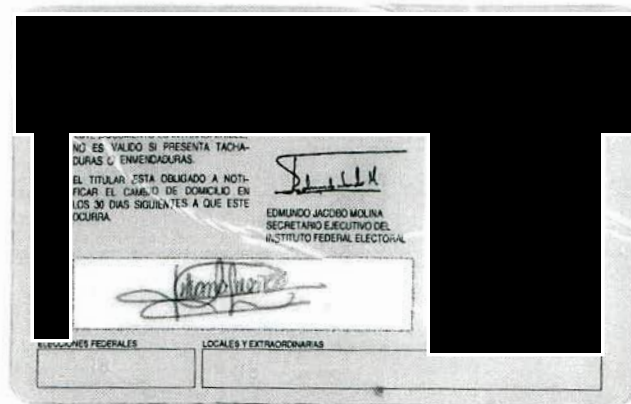 NO ES VALIDO SI PRESENTA TACHA-
DURAS O ENMENDADURAS.
EL TITULAR ESTA OBLIGADO A NOTI-
FICAR EL CAMBIO DE DOMICILIO EN
LOS 30 DIAS SIGUIENTES A QUE ESTE
OCURRA.
EDMUNDO JACOBO MOLINA
SECRETARIO EJECUTIVO DEL
INSTITUTO FEDERAL ELECTORAL
ELECCIONES FEDERALES
LOCALES Y EXTRAORDINARIAS